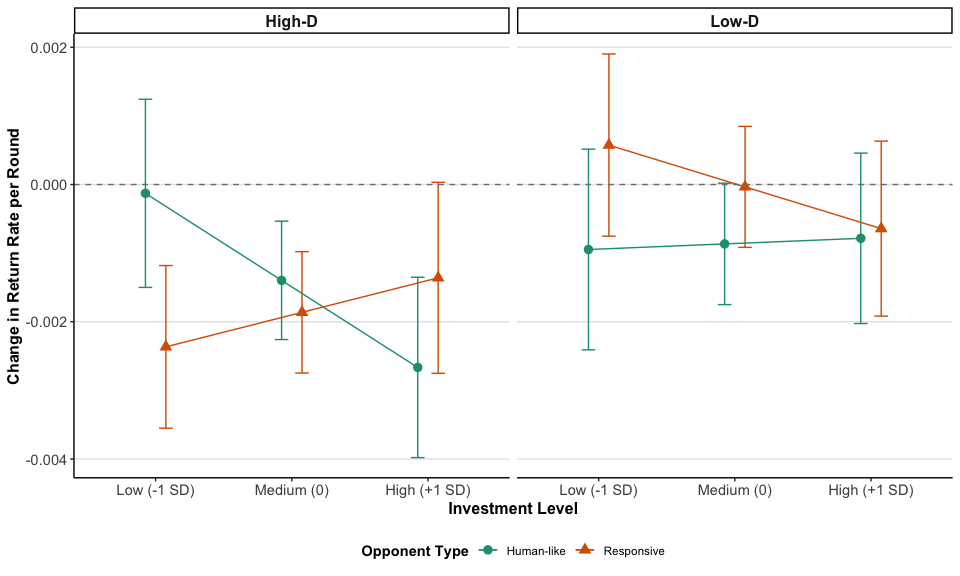 High-D
Low-D
Change in Return Rate per Round
0.002
0.000
-0.002
-0.004
Low (-1 SD)
Medium (0)
High (+1 SD)
Low (-1 SD)
Medium (0)
High (+1 SD)
Investment Level
Opponent Type
Human-like
Responsive